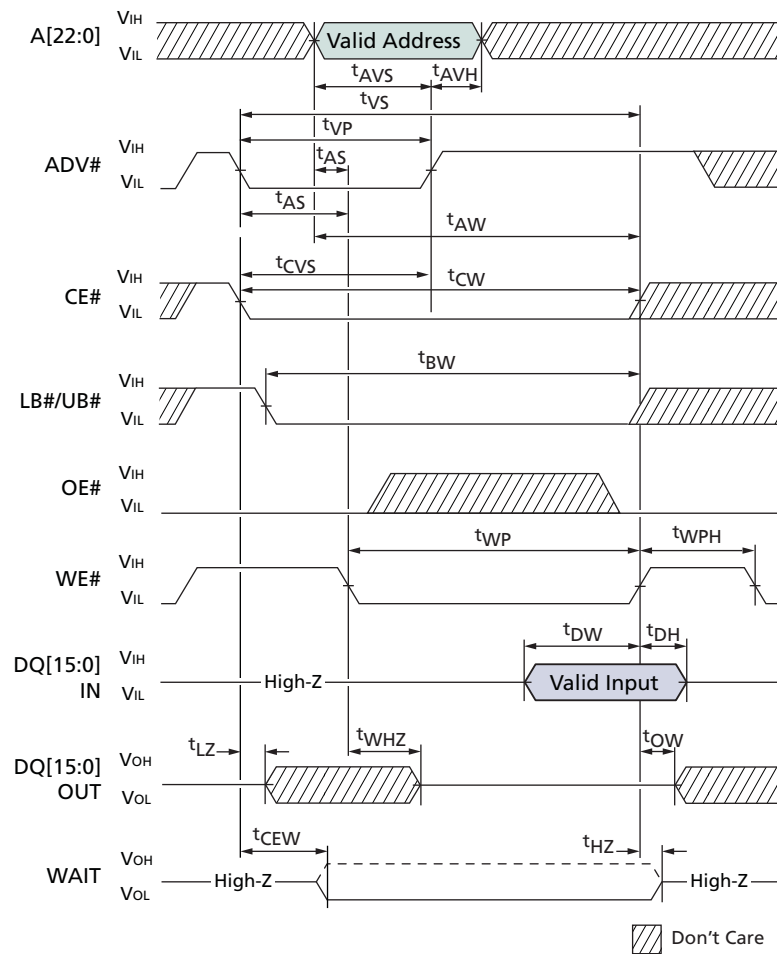 A[22:0] VIH VIL Valid Address
tAVS tAVH
tVS
tVP
ADV# VIH VIL tAS
tAS
tAW
tCVS
CE# VIH VIL tCW
tBW
LB#/UB# VIH VIL
OE# VIH VIL
tWP tWPH
WE# VIH VIL
tDW tDH
DQ[15:0] IN VIH VIL High-Z Valid Input
tLZ tWHZ tOW
DQ[15:0] OUT VOH VOL
tCEW tHZ
WAIT VOH VOL High-Z High-Z
Don't Care